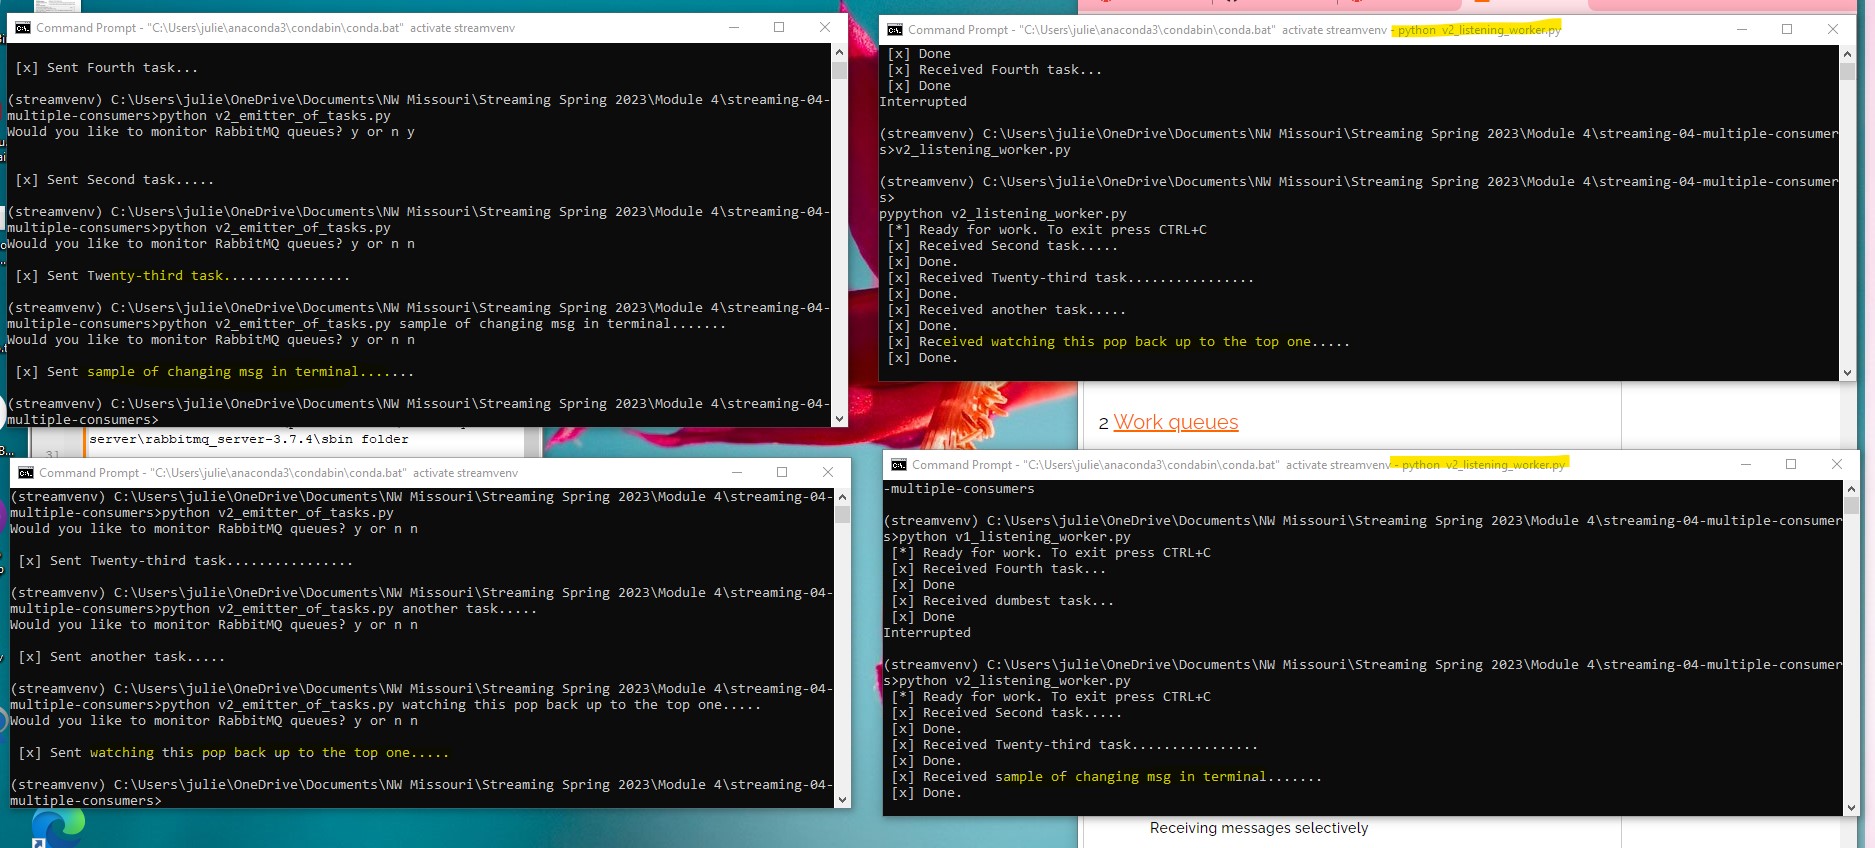 Command Prompt - "C:\Users\julie\anaconda3\condabin\conda.bat"  activate streamvenv
[x] Sent Fourth task...
(streamvenv) C:\Users\julie\OneDrive\Documents\NW Missouri\Streaming Spring 2023\Module 4\streaming-04-
multiple-consumers>python v2_emitter_of_tasks.py
Would you like to monitor RabbitMQ queues? y or n y
[x] Sent Second task.....
(streamvenv) C:\Users\julie\OneDrive\Documents\NW Missouri\Streaming Spring 2023\Module 4\streaming-04-
multiple-consumers>python v2_emitter_of_tasks.py
Would you like to monitor RabbitMQ queues? y or n n
[x] Sent Twenty-third task................
(streamvenv) C:\Users\julie\OneDrive\Documents\NW Missouri\Streaming Spring 2023\Module 4\streaming-04-
multiple-consumers>python v2_emitter_of_tasks.py sample of changing msg in terminal.......
Would you like to monitor RabbitMQ queues? y or n n
[x] Sent sample of changing msg in terminal.......
(streamvenv) C:\Users\julie\OneDrive\Documents\NW Missouri\Streaming Spring 2023\Module 4\streaming-04-
multiple-consumers>
Command Prompt - "C:\Users\julie\anaconda3\condabin\conda.bat"  activate streamvenv - python  v2_listening_worker.py
[x] Done
[x] Received Fourth task...
[x] Done
Interrupted
(streamvenv) C:\Users\julie\OneDrive\Documents\NW Missouri\Streaming Spring 2023\Module 4\streaming-04-multiple-consumer
s>v2_listening_worker.py
(streamvenv) C:\Users\julie\OneDrive\Documents\NW Missouri\Streaming Spring 2023\Module 4\streaming-04-multiple-consumer
s>
pypython v2_listening_worker.py
[*] Ready for work. To exit press CTRL+C
[x] Received Second task.....
[x] Done.
[x] Received Twenty-third task................
[x] Done.
[x] Received another task.....
[x] Done.
[x] Received watching this pop back up to the top one.....
[x] Done.
2 Work queues
31
server\rabbitmq_server-3.7.4\sbin folder
Command Prompt - "C:\Users\julie\anaconda3\condabin\conda.bat"  activate streamvenv
(streamvenv) C:\Users\julie\OneDrive\Documents\NW Missouri\Streaming Spring 2023\Module 4\streaming-04-
multiple-consumers>python v2_emitter_of_tasks.py
Would you like to monitor RabbitMQ queues? y or n n
[x] Sent Twenty-third task................
(streamvenv) C:\Users\julie\OneDrive\Documents\NW Missouri\Streaming Spring 2023\Module 4\streaming-04-
multiple-consumers>python v2_emitter_of_tasks.py another task.....
Would you like to monitor RabbitMQ queues? y or n n
[x] Sent another task.....
(streamvenv) C:\Users\julie\OneDrive\Documents\NW Missouri\Streaming Spring 2023\Module 4\streaming-04-
multiple-consumers>python v2_emitter_of_tasks.py watching this pop back up to the top one.....
Would you like to monitor RabbitMQ queues? y or n n
[x] Sent watching this pop back up to the top one.....
(streamvenv) C:\Users\julie\OneDrive\Documents\NW Missouri\Streaming Spring 2023\Module 4\streaming-04-
multiple-consumers>
Command Prompt - "C:\Users\julie\anaconda3\condabin\conda.bat"  activate streamvenv - python  v2_listening_worker.py
-multiple-consumers
(streamvenv) C:\Users\julie\OneDrive\Documents\NW Missouri\Streaming Spring 2023\Module 4\streaming-04-multiple-consumer
s>python v1_listening_worker.py
[*] Ready for work. To exit press CTRL+C
[x] Received Fourth task...
[x] Done
[x] Received dumbest task...
[x] Done
Interrupted
(streamvenv) C:\Users\julie\OneDrive\Documents\NW Missouri\Streaming Spring 2023\Module 4\streaming-04-multiple-consumer
s>python v2_listening_worker.py
[*] Ready for work. To exit press CTRL+C
[x] Received Second task.....
[x] Done.
[x] Received Twenty-third task................
[x] Done.
[x] Received sample of changing msg in terminal.......
[x] Done.
Receiving messages selectively